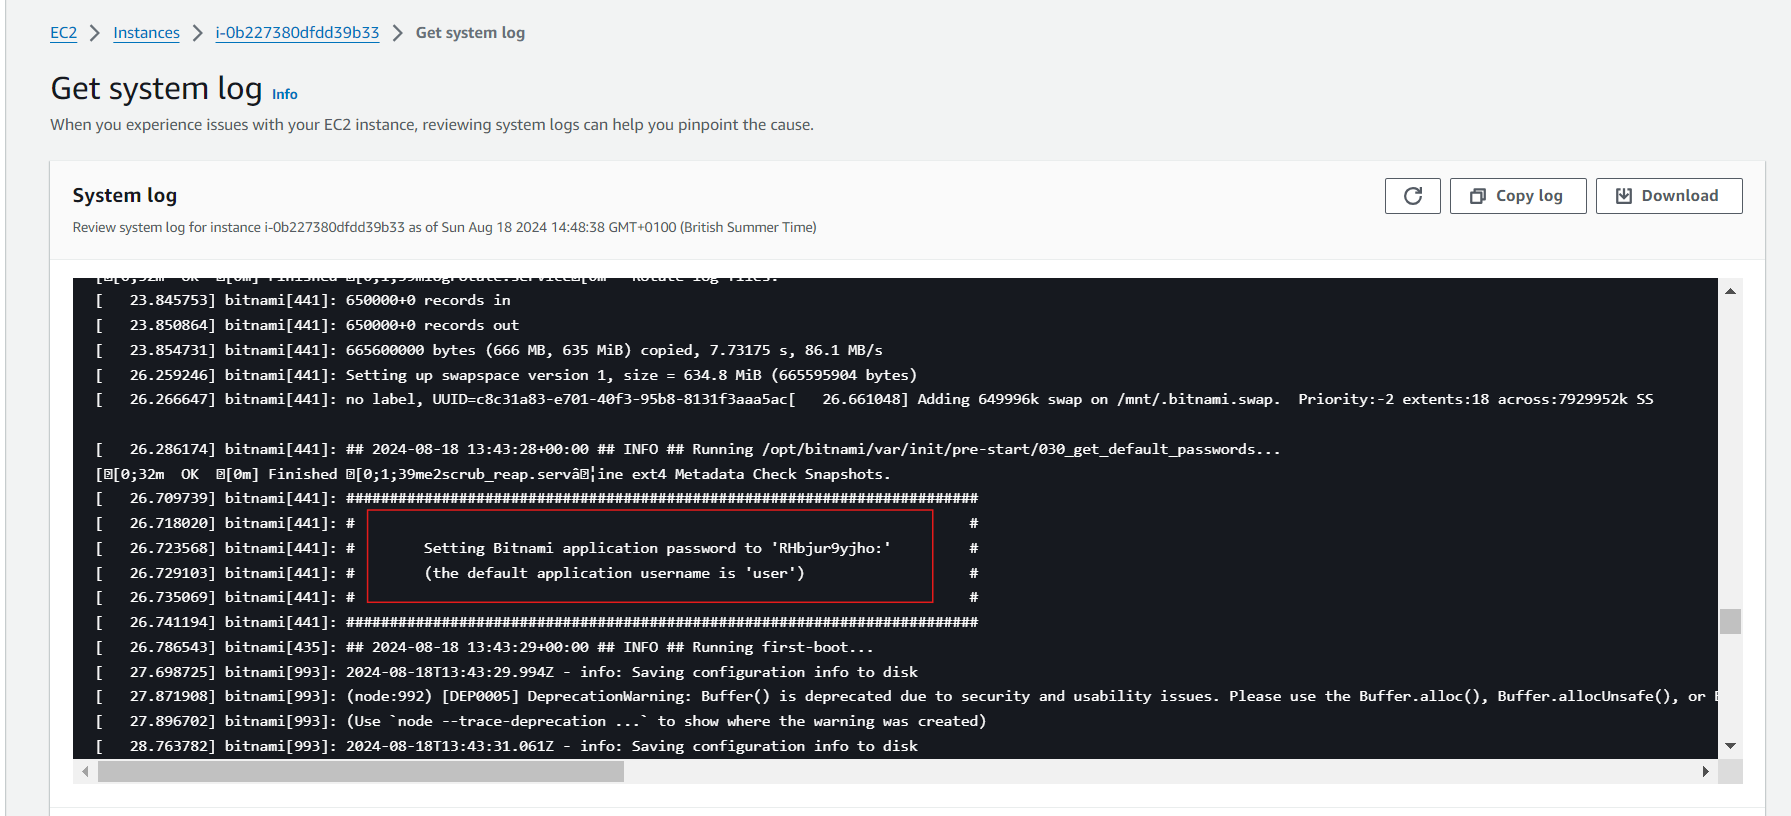 EC2 > Instances > i-0b227380dfdd39b33 > Get system log
Get system log Info
When you experience issues with your EC2 instance, reviewing system logs can help you pinpoint the cause.
System log
Copy log
Download
Review system log for instance i-0b227380dfdd39b33 as of Sun Aug 18 2024 14:48:38 GMT+0100 (British Summer Time)
[ [0;32m  OK  [0m] Finished [0;1;39mlogrotate.service[0m - Rotate log files.
[   23.845753] bitnami[441]: 650000+0 records in
[   23.850864] bitnami[441]: 650000+0 records out
[   23.854731] bitnami[441]: 665600000 bytes (666 MB, 635 MiB) copied, 7.73175 s, 86.1 MB/s
[   26.259246] bitnami[441]: Setting up swapspace version 1, size = 634.8 MiB (665595904 bytes)
[   26.266647] bitnami[441]: no label, UUID=c8c31a83-e701-40f3-95b8-8131f3aaa5ac[   26.661048] Adding 649996k swap on /mnt/.bitnami.swap.  Priority:-2 extents:18 across:7929952k SS
[   26.286174] bitnami[441]: ## 2024-08-18 13:43:28+00:00 ## INFO ## Running /opt/bitnami/var/init/pre-start/030_get_default_passwords...
[[0;32m  OK  [0m] Finished [0;1;39me2scrub_reap.servâ¦ine ext4 Metadata Check Snapshots.
[   26.709739] bitnami[441]: #########################################################################
[   26.718020] bitnami[441]: #                                                                       #
[   26.723568] bitnami[441]: #        Setting Bitnami application password to 'RHbjur9yjho:'         #
[   26.729103] bitnami[441]: #        (the default application username is 'user')                   #
[   26.735069] bitnami[441]: #                                                                       #
[   26.741194] bitnami[441]: #########################################################################
[   26.786543] bitnami[435]: ## 2024-08-18 13:43:29+00:00 ## INFO ## Running first-boot...
[   27.698725] bitnami[993]: 2024-08-18T13:43:29.994Z - info: Saving configuration info to disk
[   27.871908] bitnami[993]: (node:992) [DEP0005] DeprecationWarning: Buffer() is deprecated due to security and usability issues. Please use the Buffer.alloc(), Buffer.allocUnsafe(), or
[   27.896702] bitnami[993]: (Use `node --trace-deprecation ...` to show where the warning was created)
[   28.763782] bitnami[993]: 2024-08-18T13:43:31.061Z - info: Saving configuration info to disk